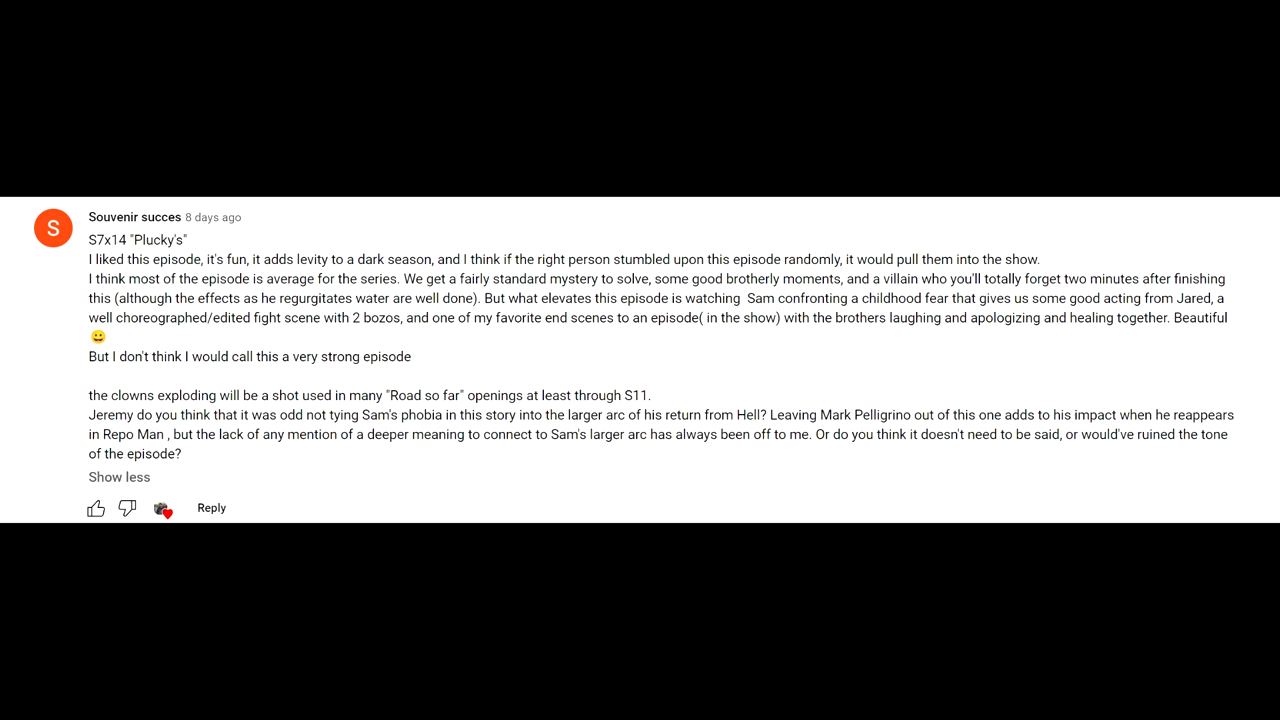 S
Souvenir succes 8 days ago
S7x14 "Plucky's"
I liked this episode, it's fun, it adds levity to a dark season, and I think if the right person stumbled upon this episode randomly, it would pull them into the show.
I think most of the episode is average for the series. We get a fairly standard mystery to solve, some good brotherly moments, and a villain who you'll totally forget two minutes after finishing
this (although the effects as he regurgitates water are well done). But what elevates this episode is watching  Sam confronting a childhood fear that gives us some good acting from Jared, a
well choreographed/edited fight scene with 2 bozos, and one of my favorite end scenes to an episode( in the show) with the brothers laughing and apologizing and healing together. Beautiful
😀
But I don't think I would call this a very strong episode
the clowns exploding will be a shot used in many "Road so far" openings at least through S11.
Jeremy do you think that it was odd not tying Sam's phobia in this story into the larger arc of his return from Hell? Leaving Mark Pelligrino out of this one adds to his impact when he reappears
in Repo Man , but the lack of any mention of a deeper meaning to connect to Sam's larger arc has always been off to me. Or do you think it doesn't need to be said, or would've ruined the tone
of the episode?
Show less
Reply